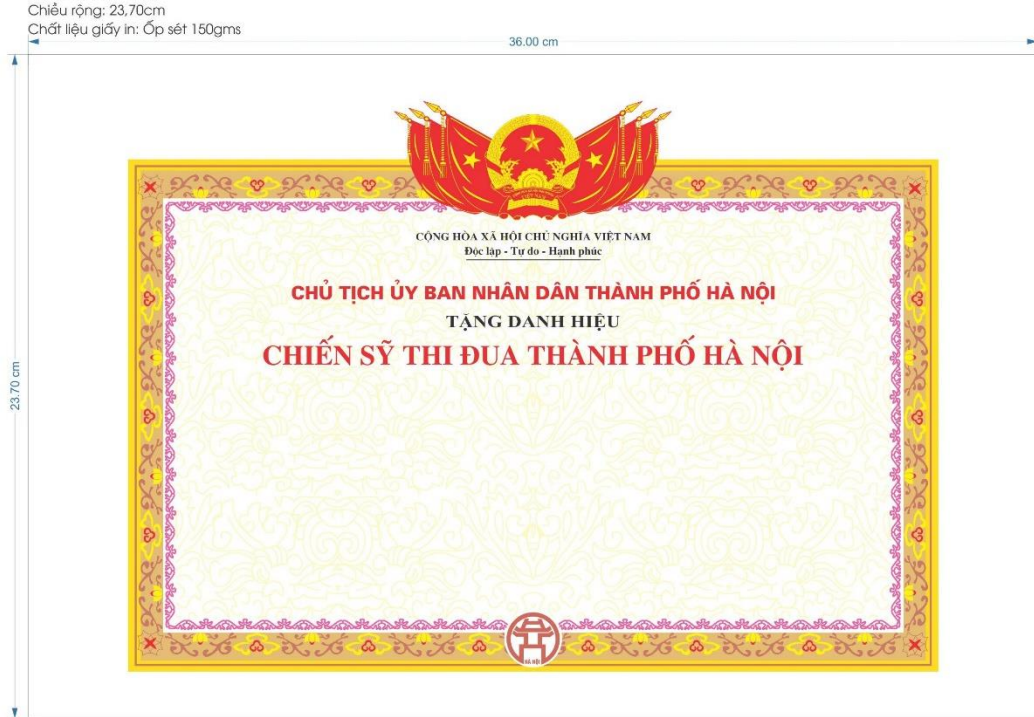 Chiều rộng: 23,70cm
Chất liệu giấy in: Ốp sét 150gms
36.00 cm
23.70 cm
CỘNG HÒA XÃ HỘI CHỦ NGHĨA VIỆT NAM
Độc lập - Tự do - Hạnh phúc
CHỦ TỊCH ỦY BAN NHÂN DÂN THÀNH PHỐ HÀ NỘI
TẶNG DANH HIỆU
CHIẾN SỸ THI ĐUA THÀNH PHỐ HÀ NỘI
HÀ NỘI